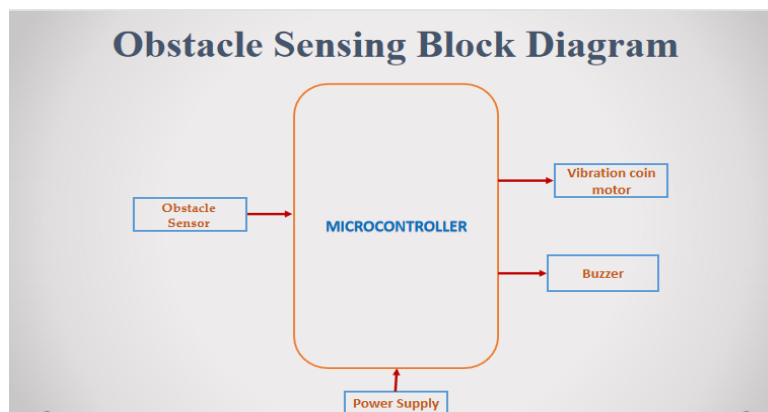 Obstacle Sensing Block Diagram
Vibration coin
motor
Obstacle
Sensor
MICROCONTROLLER
Buzzer
Power Supply